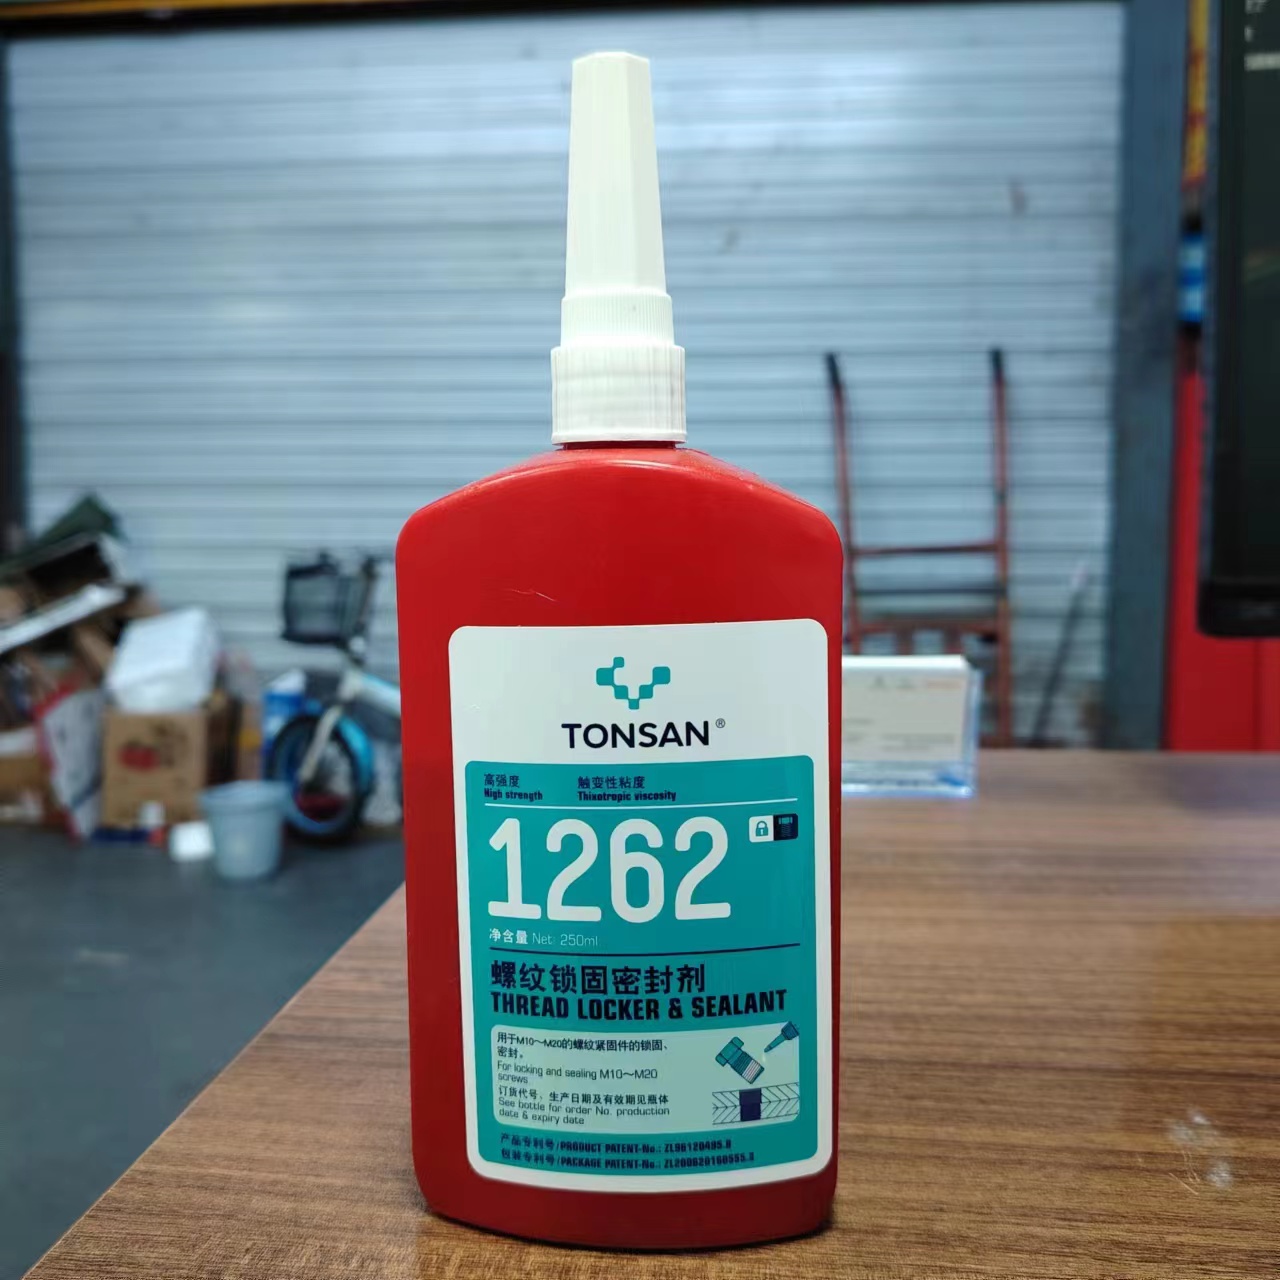 TONSAN®
高强度 触变性粘度
High strength Thixotropic viscosity
1262
净含量 Net: 250ml
螺纹锁固密封剂
THREAD LOCKER & SEALANT
用于M10～M20的螺纹紧固件的锁固、
密封。
For locking and sealing M10～M20
screws
订货代号、生产日期及有效期见瓶体
See bottle for order No. production
date & expiry date
产品专利号/PRODUCT PATENT-No.: ZL96120495.8
包装专利号/PACKAGE PATENT-No.: ZL200620160555.3